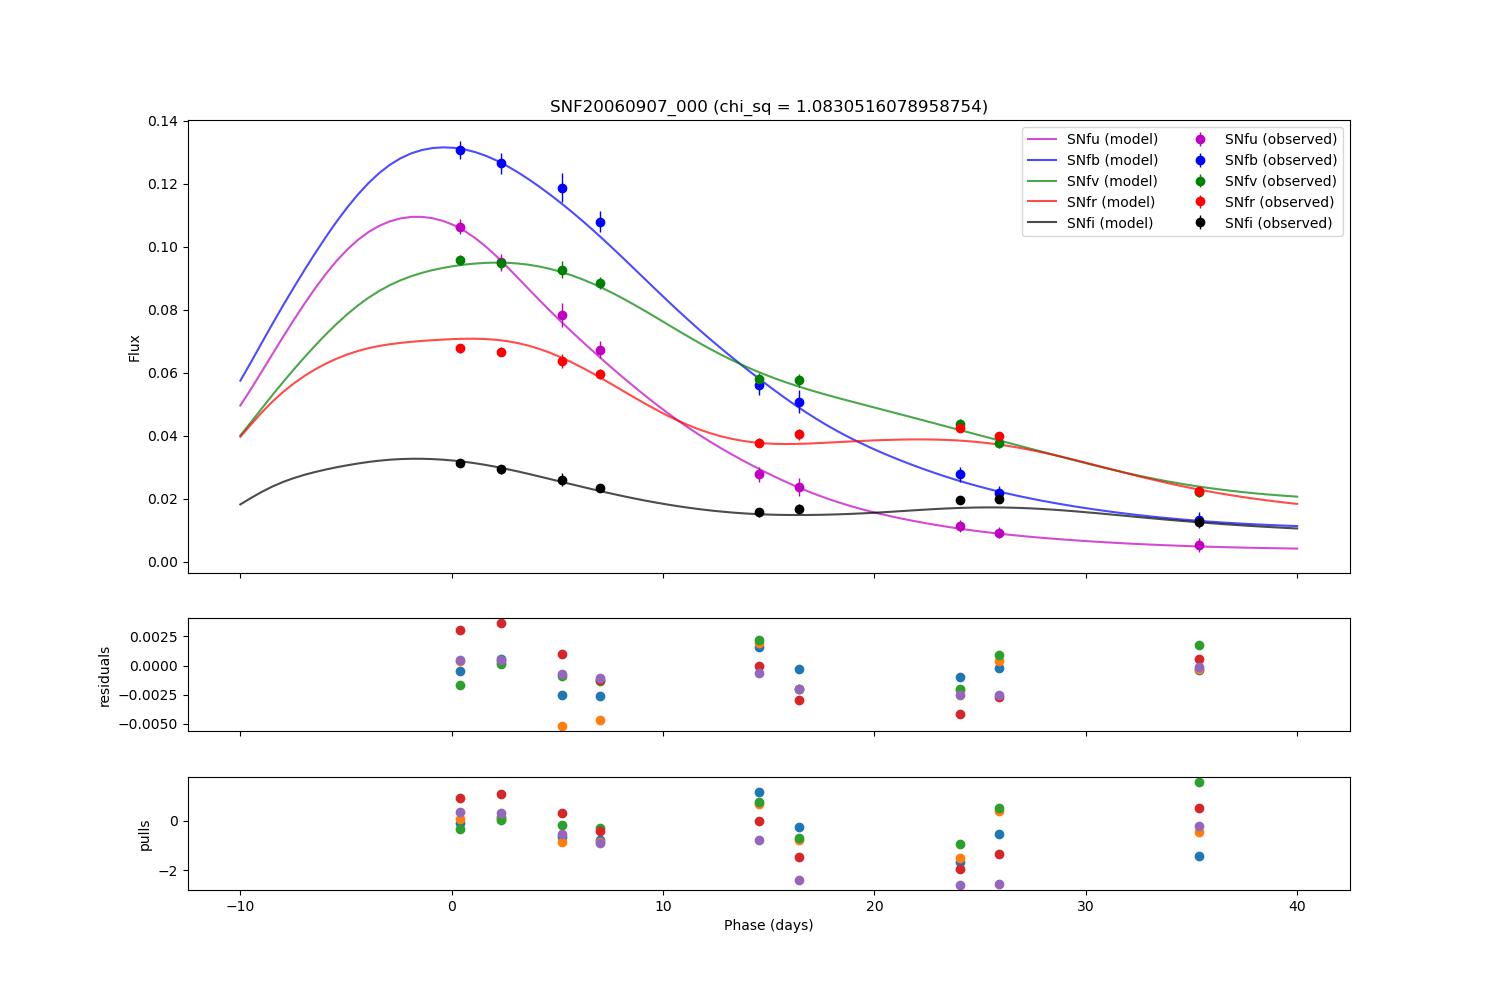 SNF20060907_000 (chi_sq = 1.0830516078958754)
0.14
0.12
0.10
0.08
0.06
0.04
0.02
0.00
Flux
SNfu (model)
SNfb (model)
SNfv (model)
SNfr (model)
SNfi (model)
SNfu (observed)
SNfb (observed)
SNfv (observed)
SNfr (observed)
SNfi (observed)
0.0025
0.0000
−0.0025
−0.0050
residuals
0
−2
pulls
−10 0 10 20 30 40
Phase (days)